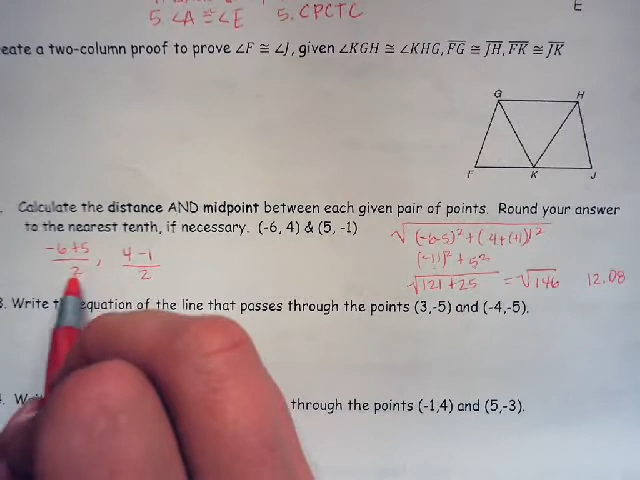 5. ∠A ≅ ∠E 5. CPCTC
E
eate a two-column proof to prove ∠F ≅ ∠J, given ∠KGH ≅ ∠KHG, FG ≅ JH, FK ≅ JK
G H
F K J
. Calculate the distance AND midpoint between each given pair of points. Round your answer
to the nearest tenth, if necessary. (-6, 4) & (5, -1)
√(-6-5)²+(4+(+1))²
(-11)² + 5²
√121+25 = √146 12.08
-6+5/2, 4-1/2
3. Write equation of the line that passes through the points (3,-5) and (-4,-5).
through the points (-1,4) and (5,-3).